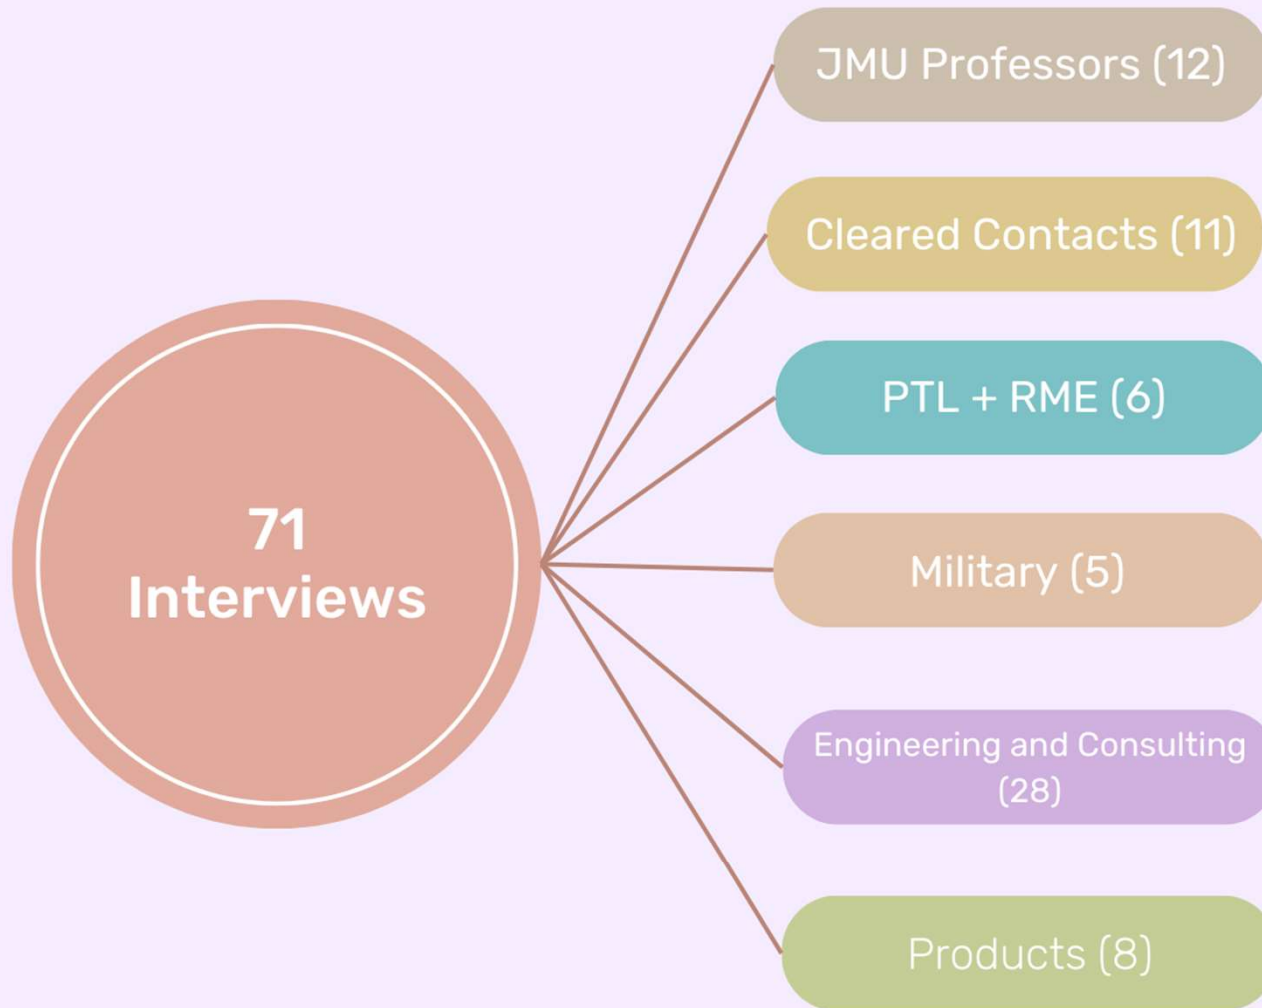 71
Interviews
JMU Professors (12)
Cleared Contacts (11)
PTL + RME (6)
Military (5)
Engineering and Consulting
(28)
Products (8)